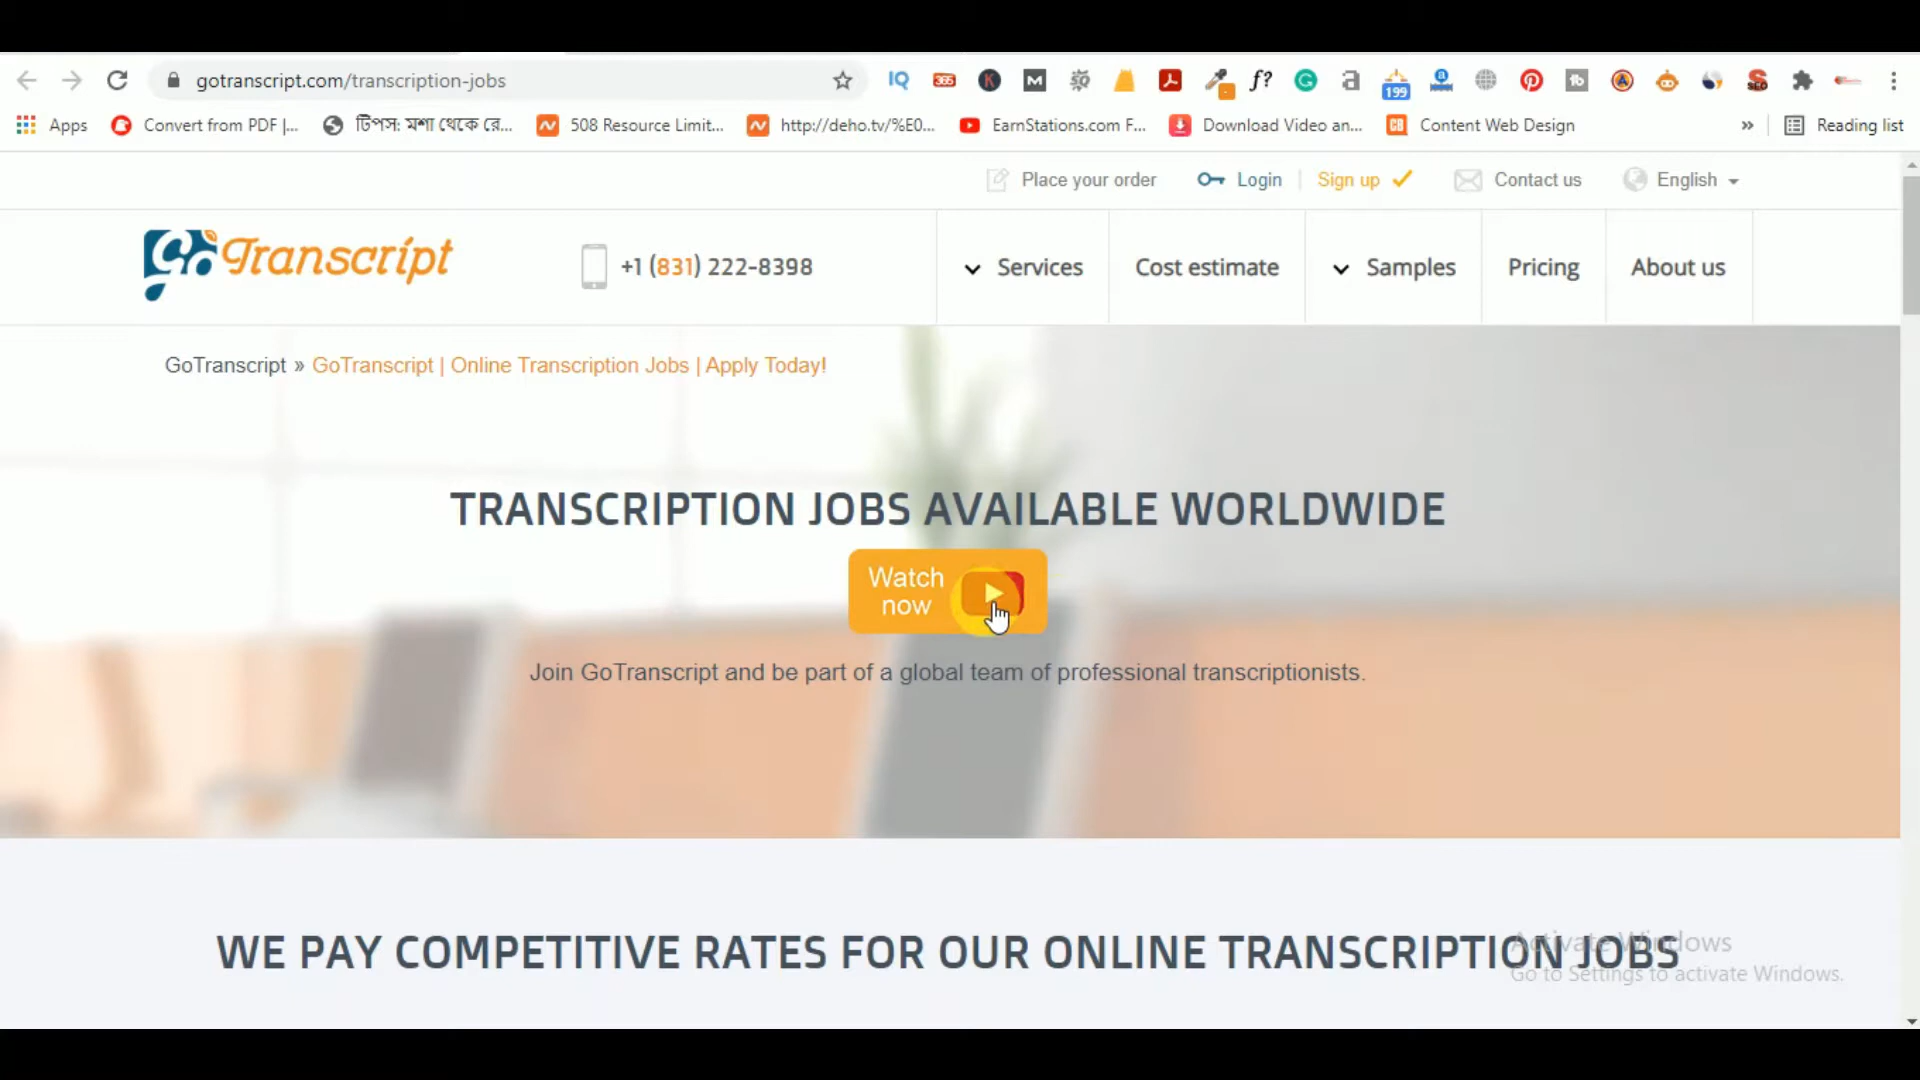 gotranscript.com/transcription-jobs
199
Apps Convert from PDF |... টিপস: মশা থেকে রে... 508 Resource Limit... http://deho.tv/%E0... EarnStations.com F... Download Video an... Content Web Design » Reading list
Place your order Login Sign up Contact us English
GoTranscript +1 (831) 222-8398 Services Cost estimate Samples Pricing About us
GoTranscript » GoTranscript | Online Transcription Jobs | Apply Today!
TRANSCRIPTION JOBS AVAILABLE WORLDWIDE
Watch
now
Join GoTranscript and be part of a global team of professional transcriptionists.
WE PAY COMPETITIVE RATES FOR OUR ONLINE TRANSCRIPTION JOBS
Activate Windows
Go to Settings to activate Windows.